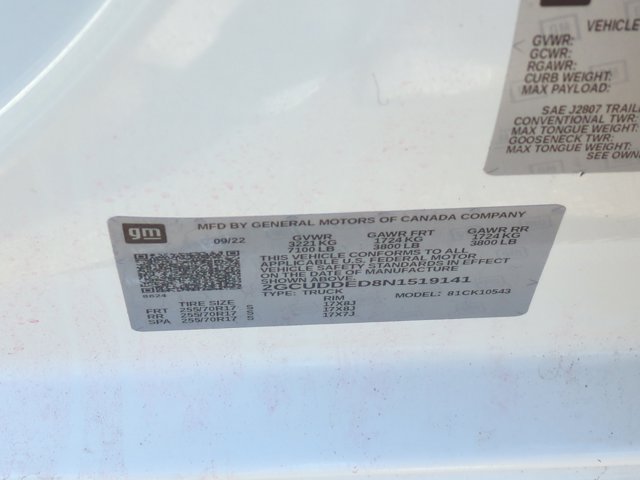 gm
MFD BY GENERAL MOTORS OF CANADA COMPANY
09/22
GVWR GAWR FRT GAWR RR
3221 KG 1724 KG 1724 KG
7100 LB 3800 LB 3800 LB
THIS VEHICLE CONFORMS TO ALL
APPLICABLE U.S. FEDERAL MOTOR
VEHICLE SAFETY STANDARDS IN EFFECT
ON THE DATE OF MANUFACTURE
SHOWN ABOVE.
2GCUDDED8N1519141
TYPE: TRUCK MODEL: 81CK10543
8624
TIRE SIZE RIM
FRT 255/70R17 S 17X8J
RR 255/70R17 S 17X8J
SPA 255/70R17 S 17X7J
VEHICLE
GVWR:
GCWR:
RGAWR:
CURB WEIGHT:
MAX PAYLOAD:
SAE J2807 TRAIL
CONVENTIONAL TWR:
MAX TONGUE WEIGHT:
GOOSENECK TWR:
MAX TONGUE WEIGHT:
SEE OWN